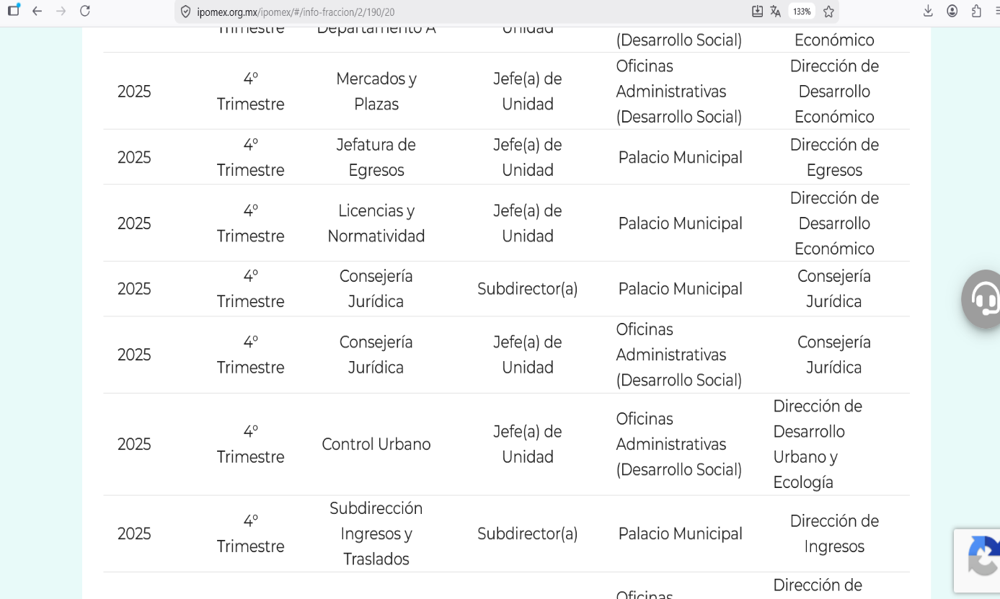 ipomex.org.mx/ipomex/#/info-fraccion/2/190/20
133%
Trimestre Departamento A Unidad (Desarrollo Social) Económico
2025 4º Trimestre Mercados y Plazas Jefe(a) de Unidad Oficinas Administrativas (Desarrollo Social) Dirección de Desarrollo Económico
2025 4º Trimestre Jefatura de Egresos Jefe(a) de Unidad Palacio Municipal Dirección de Egresos
2025 4º Trimestre Licencias y Normatividad Jefe(a) de Unidad Palacio Municipal Dirección de Desarrollo Económico
2025 4º Trimestre Consejería Jurídica Subdirector(a) Palacio Municipal Consejería Jurídica
2025 4º Trimestre Consejería Jurídica Jefe(a) de Unidad Oficinas Administrativas (Desarrollo Social) Consejería Jurídica
2025 4º Trimestre Control Urbano Jefe(a) de Unidad Oficinas Administrativas (Desarrollo Social) Dirección de Desarrollo Urbano y Ecología
2025 4º Trimestre Subdirección Ingresos y Traslados Subdirector(a) Palacio Municipal Dirección de Ingresos
Oficinas Dirección de